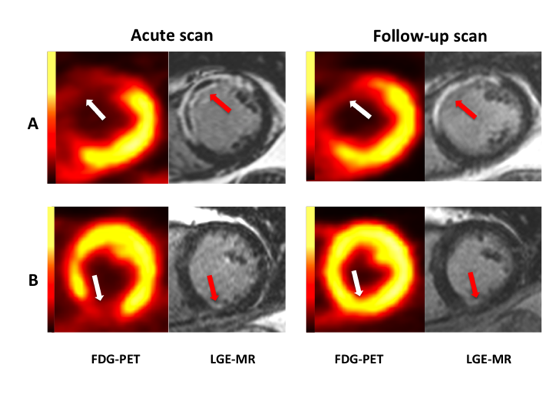 Acute scan
Follow-up scan
A
B
FDG-PET
LGE-MR
FDG-PET
LGE-MR